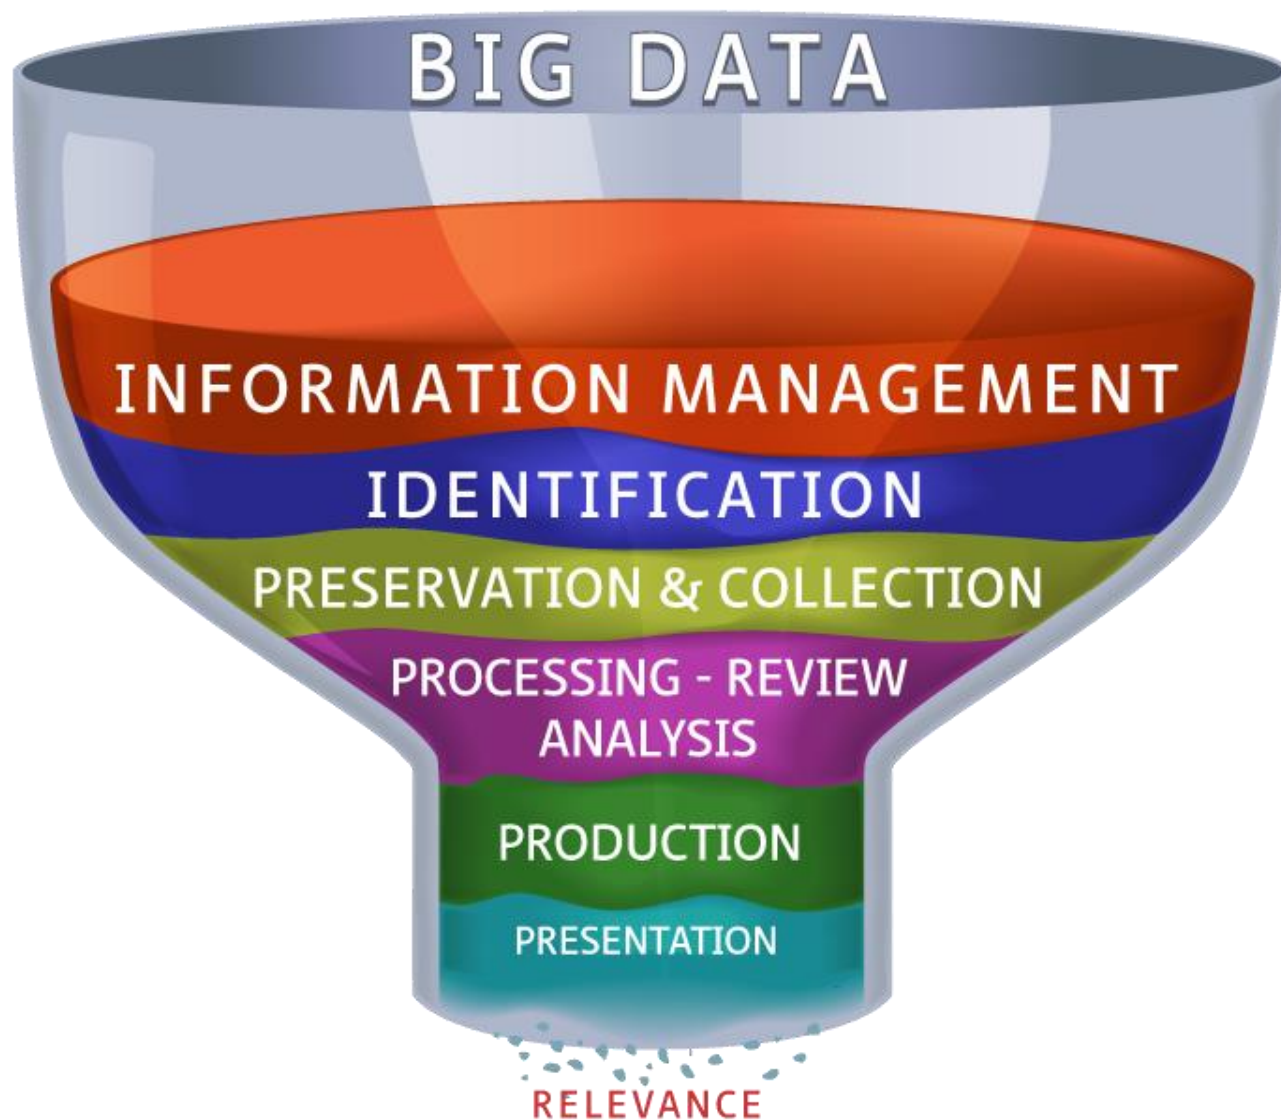 BIG DATA
INFORMATION MANAGEMENT
IDENTIFICATION
PRESERVATION & COLLECTION
PROCESSING - REVIEW
ANALYSIS
PRODUCTION
PRESENTATION
RELEVANCE